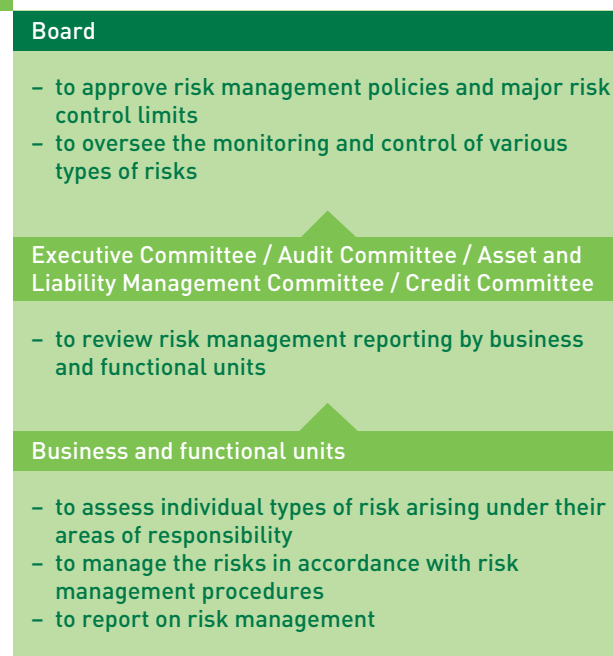 Board
– to approve risk management policies and major risk
control limits
– to oversee the monitoring and control of various
types of risks
Executive Committee / Audit Committee / Asset and
Liability Management Committee / Credit Committee
– to review risk management reporting by business
and functional units
Business and functional units
– to assess individual types of risk arising under their
areas of responsibility
– to manage the risks in accordance with risk
management procedures
– to report on risk management